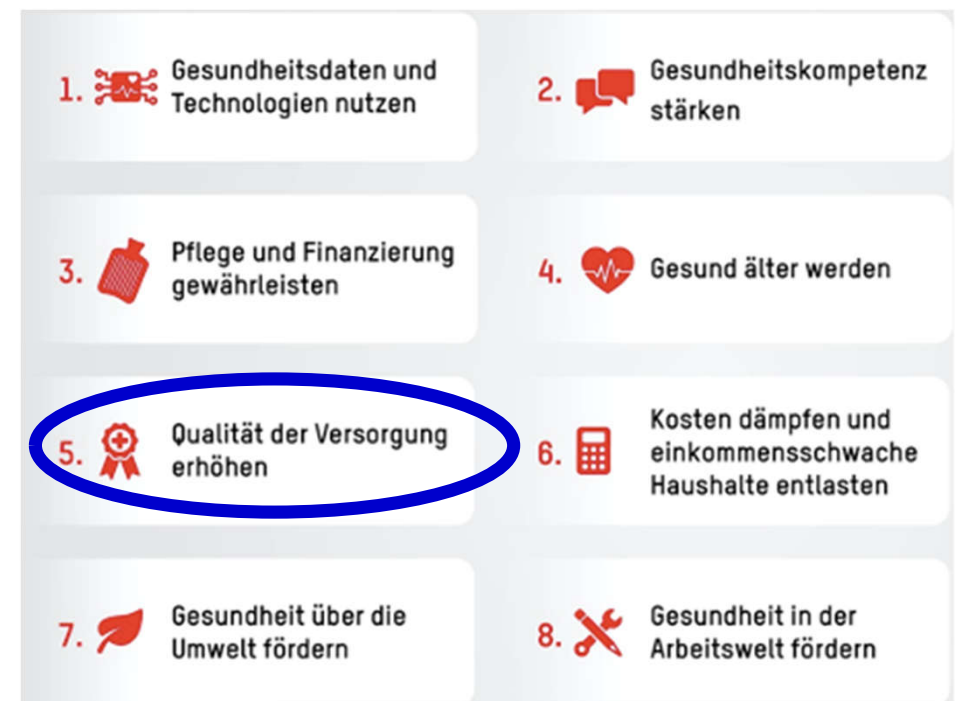 1. Gesundheitsdaten und
Technologien nutzen
2. Gesundheitskompetenz
stärken
3. Pflege und Finanzierung
gewährleisten
4. Gesund älter werden
5. Qualität der Versorgung
erhöhen
6. Kosten dämpfen und
einkommensschwache
Haushalte entlasten
7. Gesundheit über die
Umwelt fördern
8. Gesundheit in der
Arbeitswelt fördern